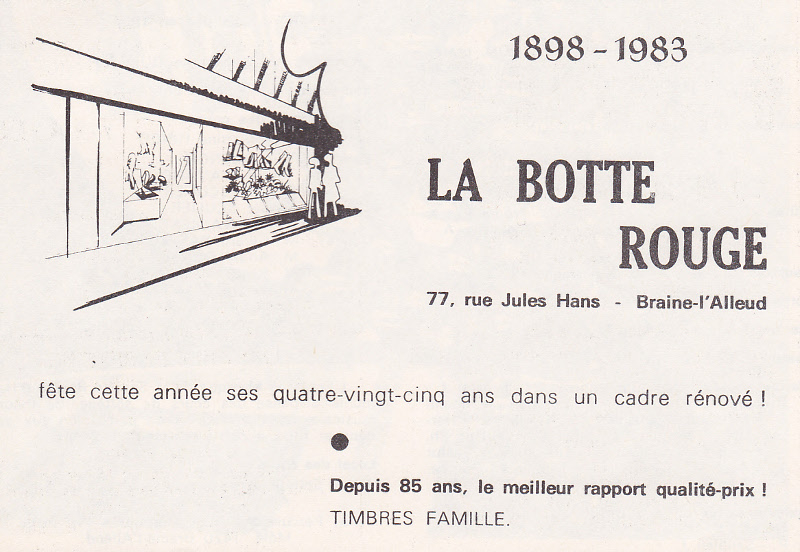 1898 - 1983
LA BOTTE
ROUGE
77, rue Jules Hans - Braine-l'Alleud
fête cette année ses quatre-vingt-cinq ans dans un cadre rénové !
Depuis 85 ans, le meilleur rapport qualité-prix !
TIMBRES FAMILLE.